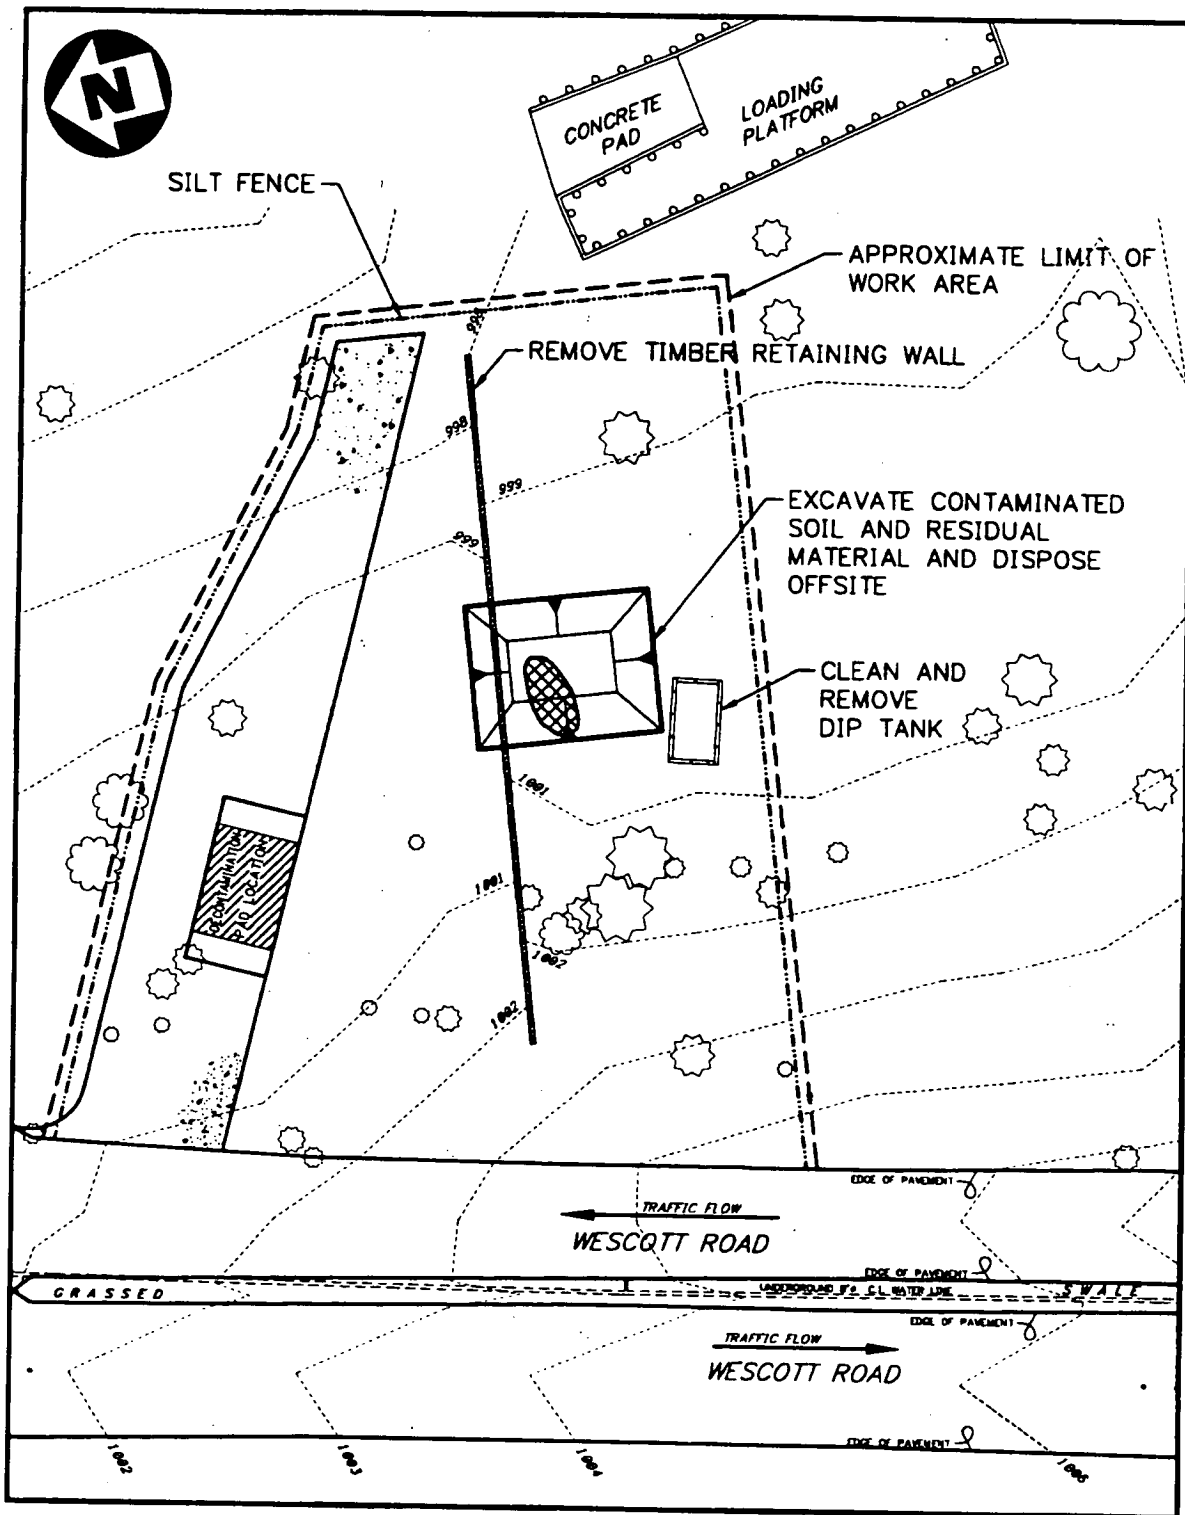 N
CONCRETE
PAD
LOADING
PLATFORM
SILT FENCE
APPROXIMATE LIMIT OF
WORK AREA
REMOVE TIMBER RETAINING WALL
998
999
999
EXCAVATE CONTAMINATED
SOIL AND RESIDUAL
MATERIAL AND DISPOSE
OFFSITE
CLEAN AND
REMOVE
DIP TANK
1001
DECONTAMINATION
PAD LOCATION
1001
1002
1002
EDGE OF PAVEMENT
TRAFFIC FLOW
WESCOTT ROAD
EDGE OF PAVEMENT
GRASSED
UNDERGROUND
C.I. WATER LINE
SWALE
EDGE OF PAVEMENT
TRAFFIC FLOW
WESCOTT ROAD
EDGE OF PAVEMENT
1002
1003
1004
1005